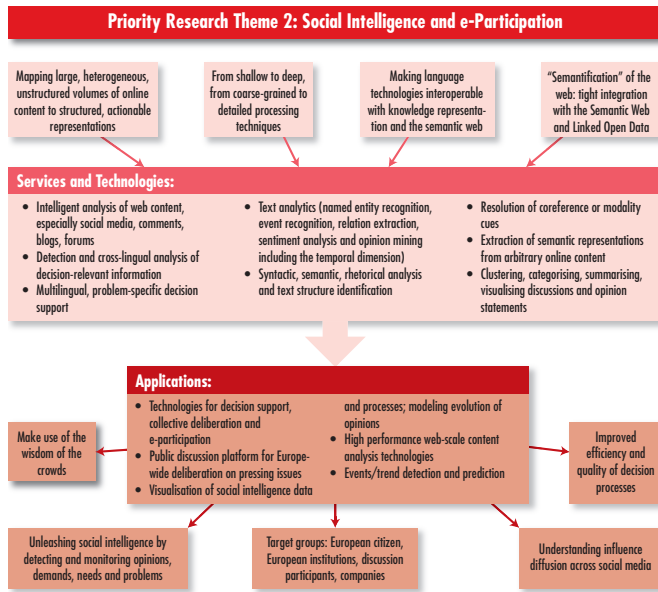 Priority Research Theme 2: Social Intelligence and e-Participation
Mapping large, heterogeneous,
unstructured volumes of online
content to structured, actionable
representations
From shallow to deep,
from coarse-grained to
detailed processing
techniques
Making language
technologies interoperable
with knowledge representa-
tion and the semantic web
“Semantification” of the
web: tight integration
with the Semantic Web
and Linked Open Data
Services and Technologies:
• Intelligent analysis of web content,
especially social media, comments,
blogs, forums
• Detection and cross-lingual analysis of
decision-relevant information
• Multilingual, problem-specific decision
support
• Text analytics (named entity recognition,
event recognition, relation extraction,
sentiment analysis and opinion mining
including the temporal dimension)
• Syntactic, semantic, rhetorical analysis
and text structure identification
• Resolution of coreference or modality
cues
• Extraction of semantic representations
from arbitrary online content
• Clustering, categorising, summarising,
visualising discussions and opinion
statements
Applications:
• Technologies for decision support,
collective deliberation and
e-participation
• Public discussion platform for Europe-
wide deliberation on pressing issues
• Visualisation of social intelligence data
and processes; modeling evolution of
opinions
• High performance web-scale content
analysis technologies
• Events/trend detection and prediction
Make use of the
wisdom of the
crowds
Improved
efficiency and
quality of decision
processes
Unleashing social intelligence by
detecting and monitoring opinions,
demands, needs and problems
Target groups: European citizen,
European institutions, discussion
participants, companies
Understanding influence
diffusion across social media